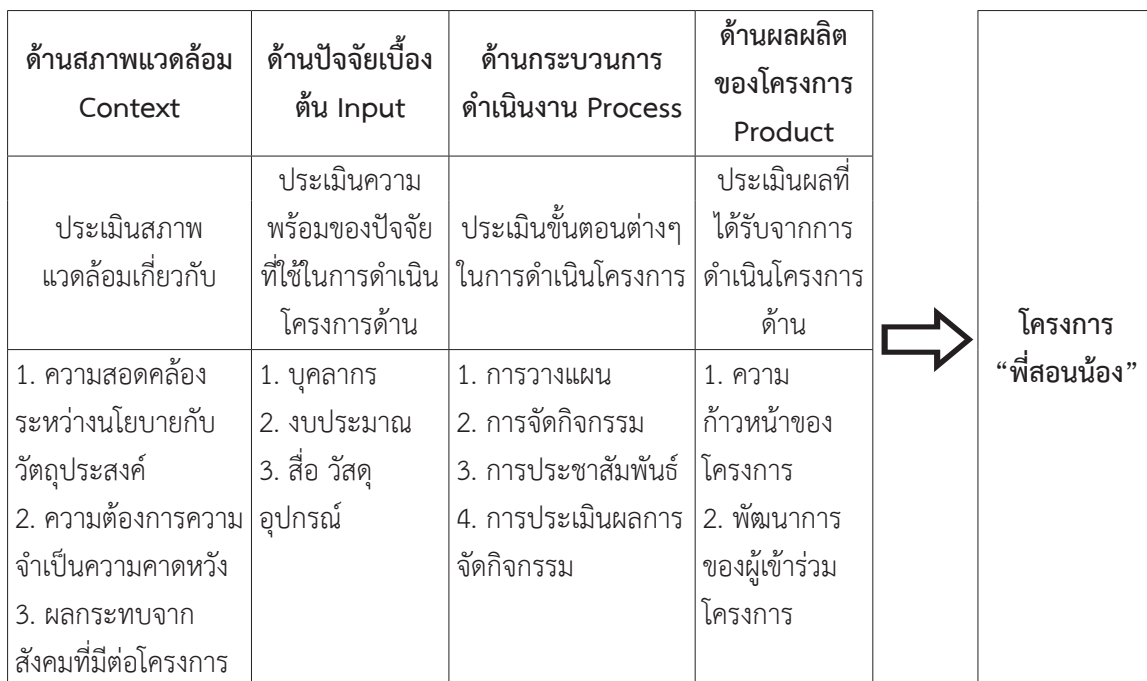 ด้านสภาพแวดล้อม
Context
ด้านปัจจัยเบื้อง
ต้น Input
ด้านกระบวนการ
ดำเนินงาน Process
ด้านผลผลิต
ของโครงการ
Product
ประเมินสภาพ
แวดล้อมเกี่ยวกับ
ประเมินความ
พร้อมของปัจจัย
ที่ใช้ในการดำเนิน
โครงการด้าน
ประเมินขั้นตอนต่างๆ
ในการดำเนินโครงการ
ประเมินผลที่
ได้รับจากการ
ดำเนินโครงการ
ด้าน
1. ความสอดคล้อง
ระหว่างนโยบายกับ
วัตถุประสงค์
2. ความต้องการความ
จำเป็นความคาดหวัง
3. ผลกระทบจาก
สังคมที่มีต่อโครงการ
1. บุคลากร
2. งบประมาณ
3. สื่อ วัสดุ
อุปกรณ์
1. การวางแผน
2. การจัดกิจกรรม
3. การประชาสัมพันธ์
4. การประเมินผลการ
จัดกิจกรรม
1. ความ
ก้าวหน้าของ
โครงการ
2. พัฒนาการ
ของผู้เข้าร่วม
โครงการ
โครงการ
“พี่สอนน้อง”